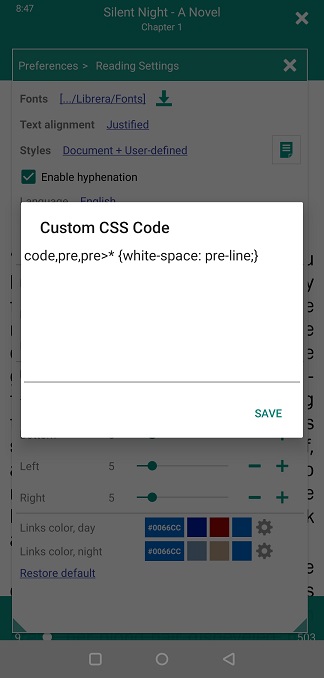 8:47
Silent Night - A Novel
Chapter 1
Preferences > Reading Settings
Fonts [.../Librera/Fonts]
Text alignment Justified
Styles Document + User-defined
Enable hyphenation
Language English
Custom CSS Code
code,pre,pre>* {white-space: pre-line;}
SAVE
Left 5
Right 5
Links color, day #0066CC
Links color, night #0066CC
Restore default
9 503